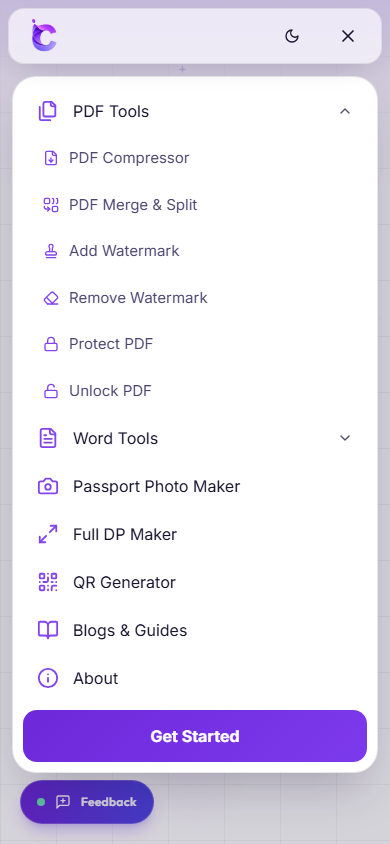 PDF Tools
PDF Compressor
PDF Merge & Split
Add Watermark
Remove Watermark
Protect PDF
Unlock PDF
Word Tools
Passport Photo Maker
Full DP Maker
QR Generator
Blogs & Guides
About
Get Started
Feedback